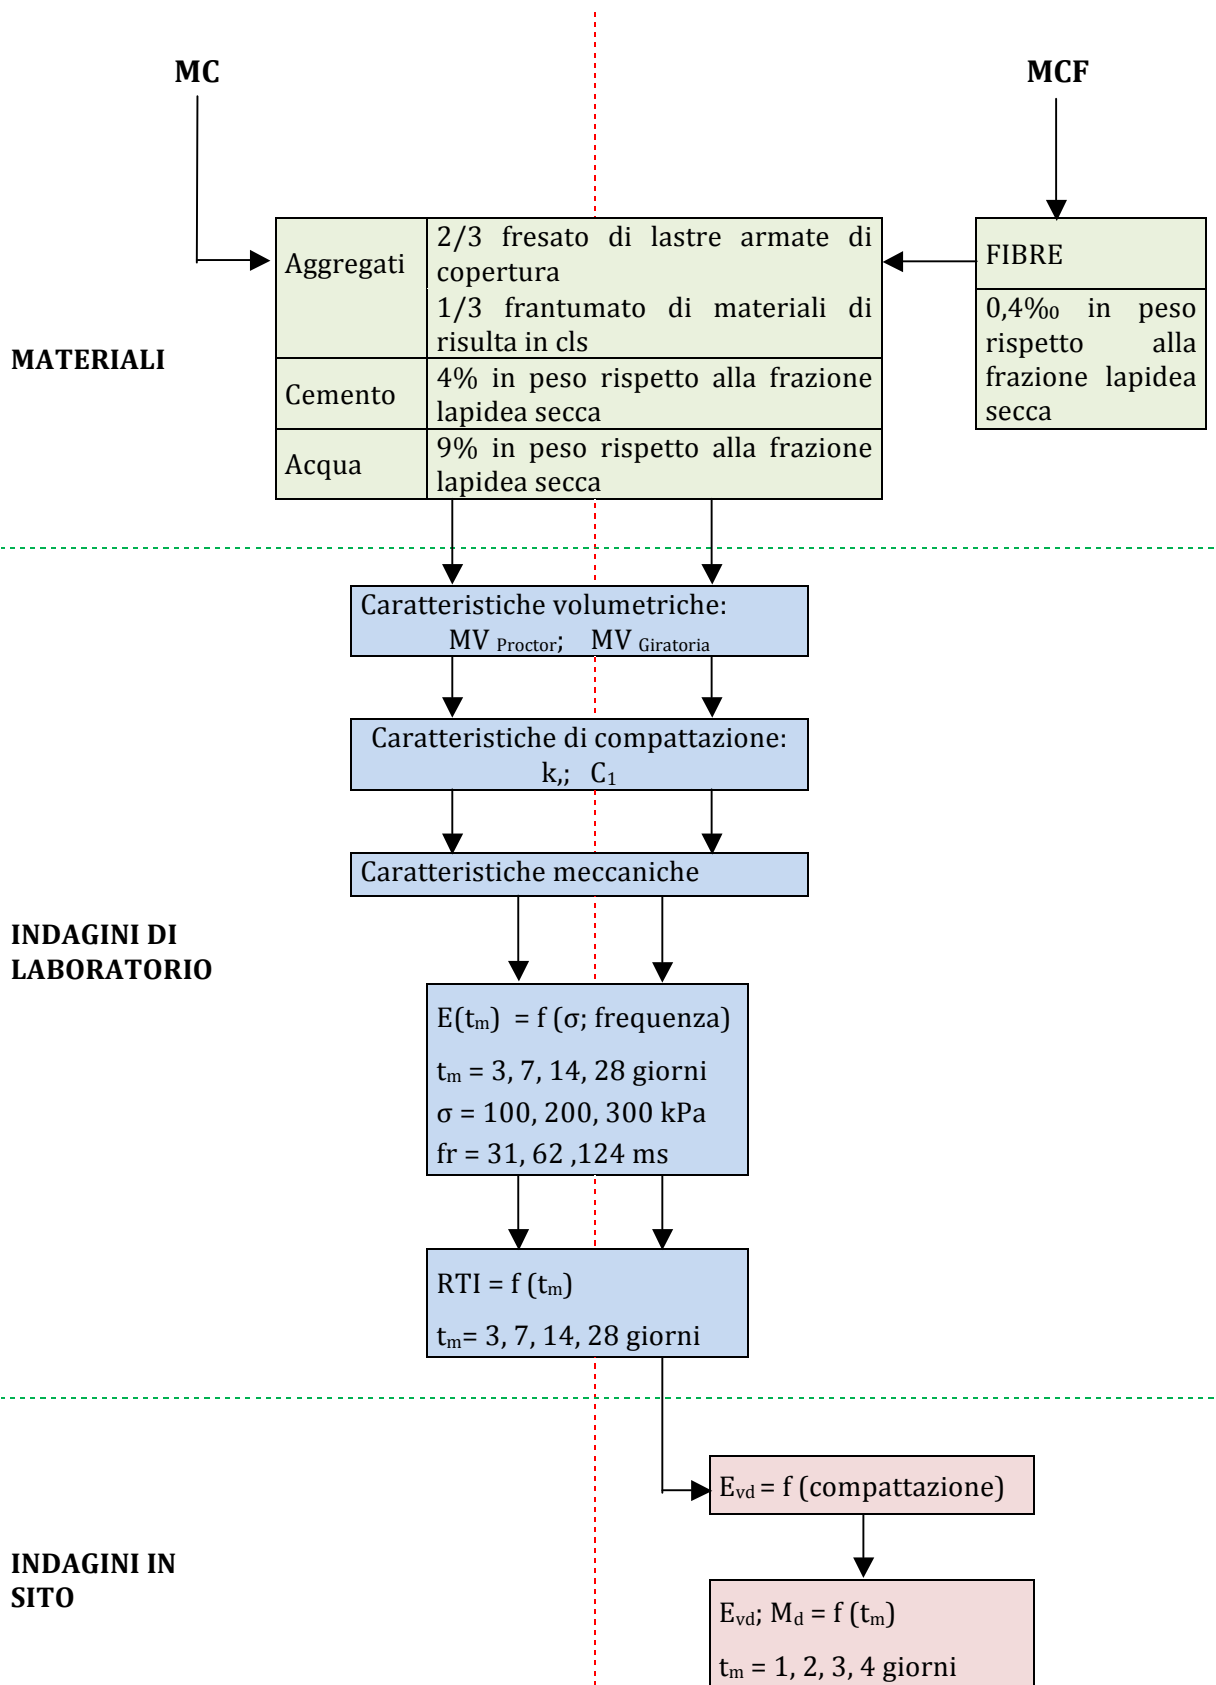 MC
MCF
Aggregati
2/3 fresato di lastre armate di
copertura
1/3 frantumato di materiali di
risulta in cls
Cemento
4% in peso rispetto alla frazione
lapidea secca
Acqua
9% in peso rispetto alla frazione
lapidea secca
FIBRE
0,4‰ in peso
rispetto alla
frazione lapidea
secca
MATERIALI
Caratteristiche volumetriche:
MV Proctor; MV Giratoria
Caratteristiche di compattazione:
k,; C₁
Caratteristiche meccaniche
INDAGINI DI
LABORATORIO
E(tₘ) = f (σ; frequenza)
tₘ = 3, 7, 14, 28 giorni
σ = 100, 200, 300 kPa
fr = 31, 62 ,124 ms
RTI = f (tₘ)
tₘ= 3, 7, 14, 28 giorni
INDAGINI IN
SITO
Evd = f (compattazione)
Evd; Md = f (tₘ)
tₘ = 1, 2, 3, 4 giorni